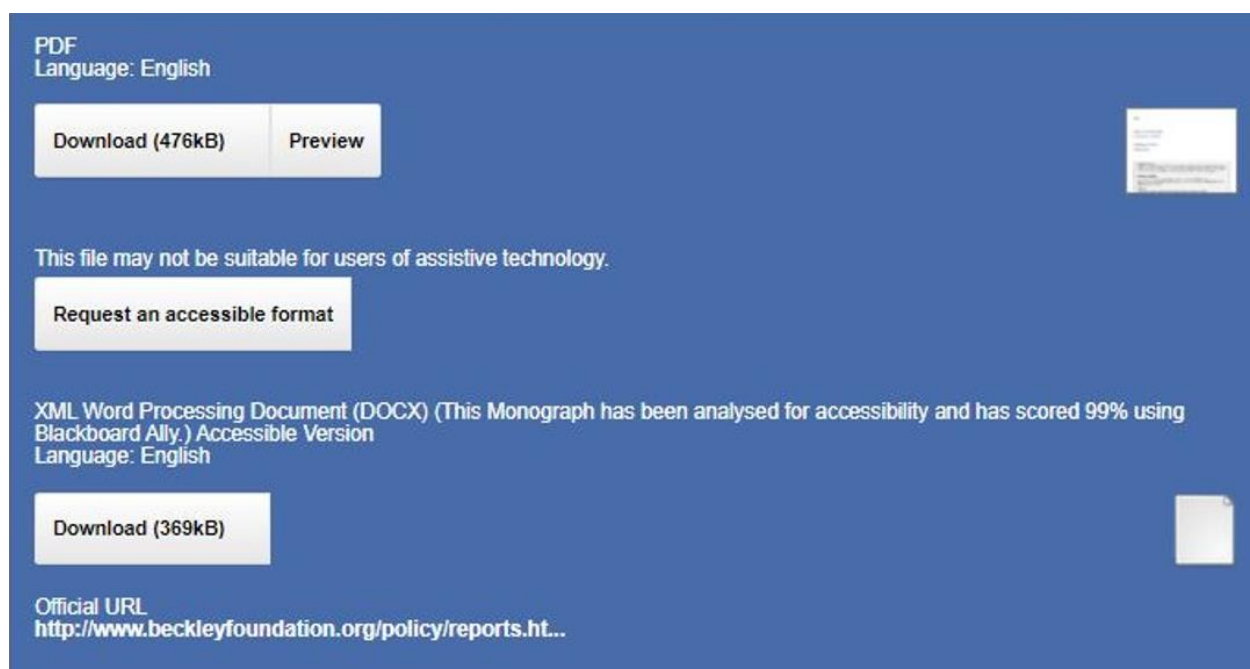 PDF
Language: English
Download (476kB)
Preview
This file may not be suitable for users of assistive technology.
Request an accessible format
XML Word Processing Document (DOCX) (This Monograph has been analysed for accessibility and has scored 99% using
Blackboard Ally.) Accessible Version
Language: English
Download (369kB)
Official URL
http://www.beckleyfoundation.org/policy/reports.ht...